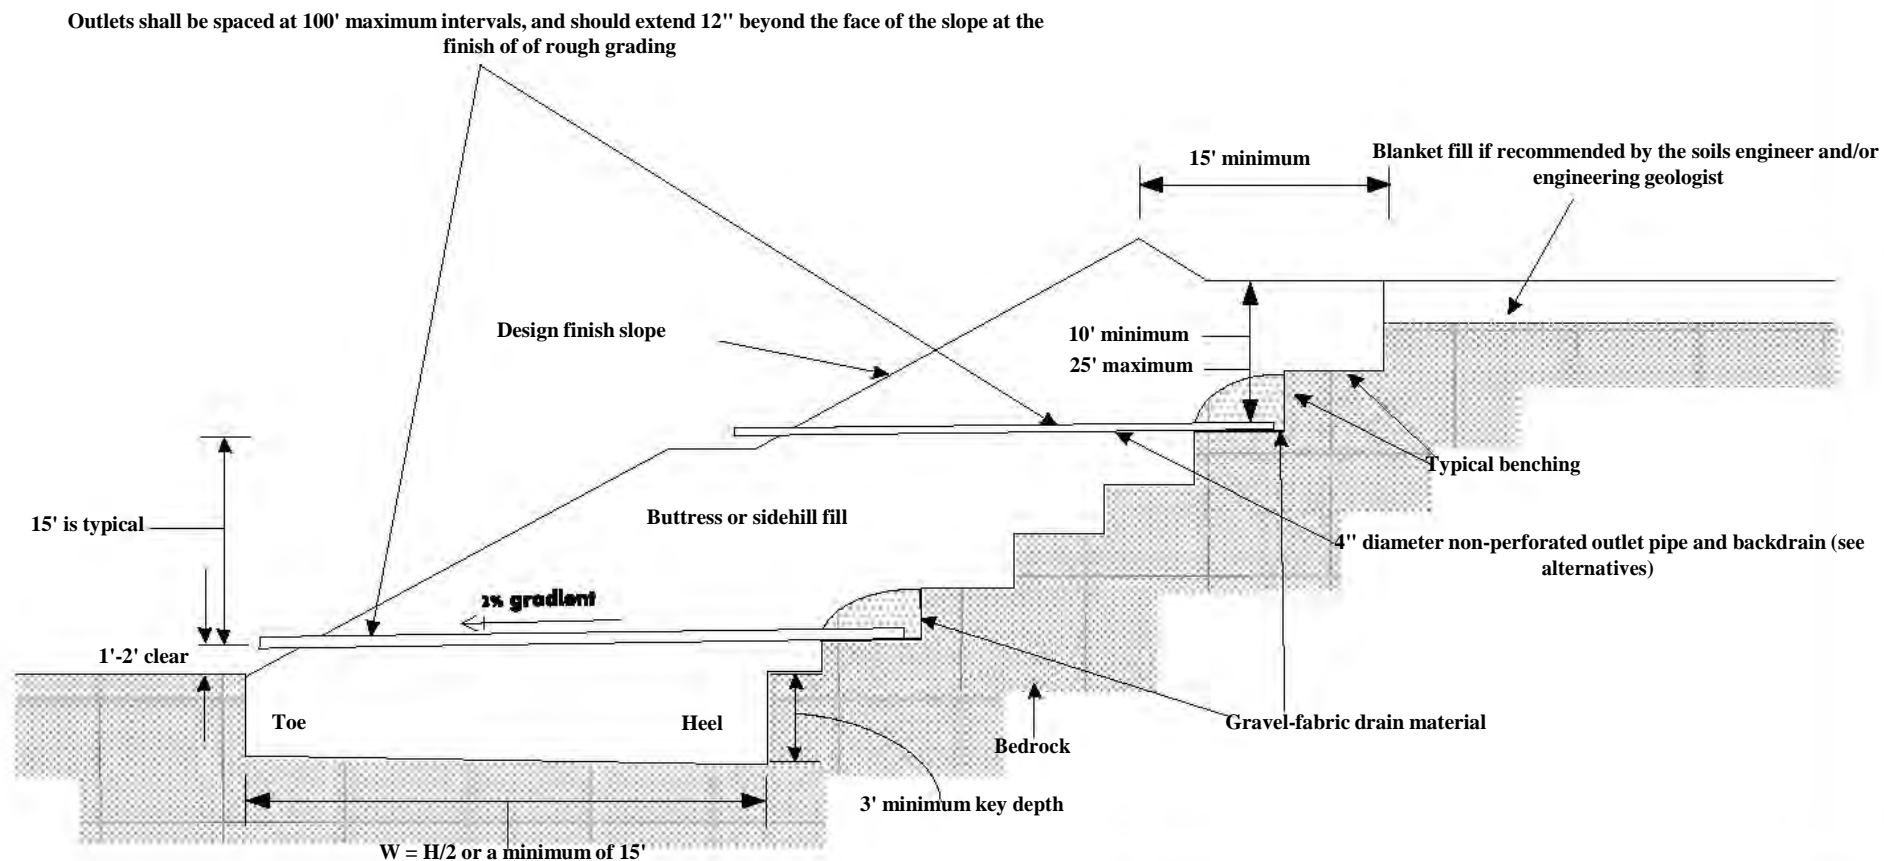 Outlets shall be spaced at 100' maximum intervals, and should extend 12" beyond the face of the slope at the
finish of of rough grading
15' minimum
Blanket fill if recommended by the soils engineer and/or
engineering geologist
Design finish slope
10' minimum
25' maximum
Typical benching
15' is typical
Buttress or sidehill fill
4" diameter non-perforated outlet pipe and backdrain (see
alternatives)
2% gradient
1'-2' clear
Toe
Heel
Gravel-fabric drain material
Bedrock
3' minimum key depth
W = H/2 or a minimum of 15'